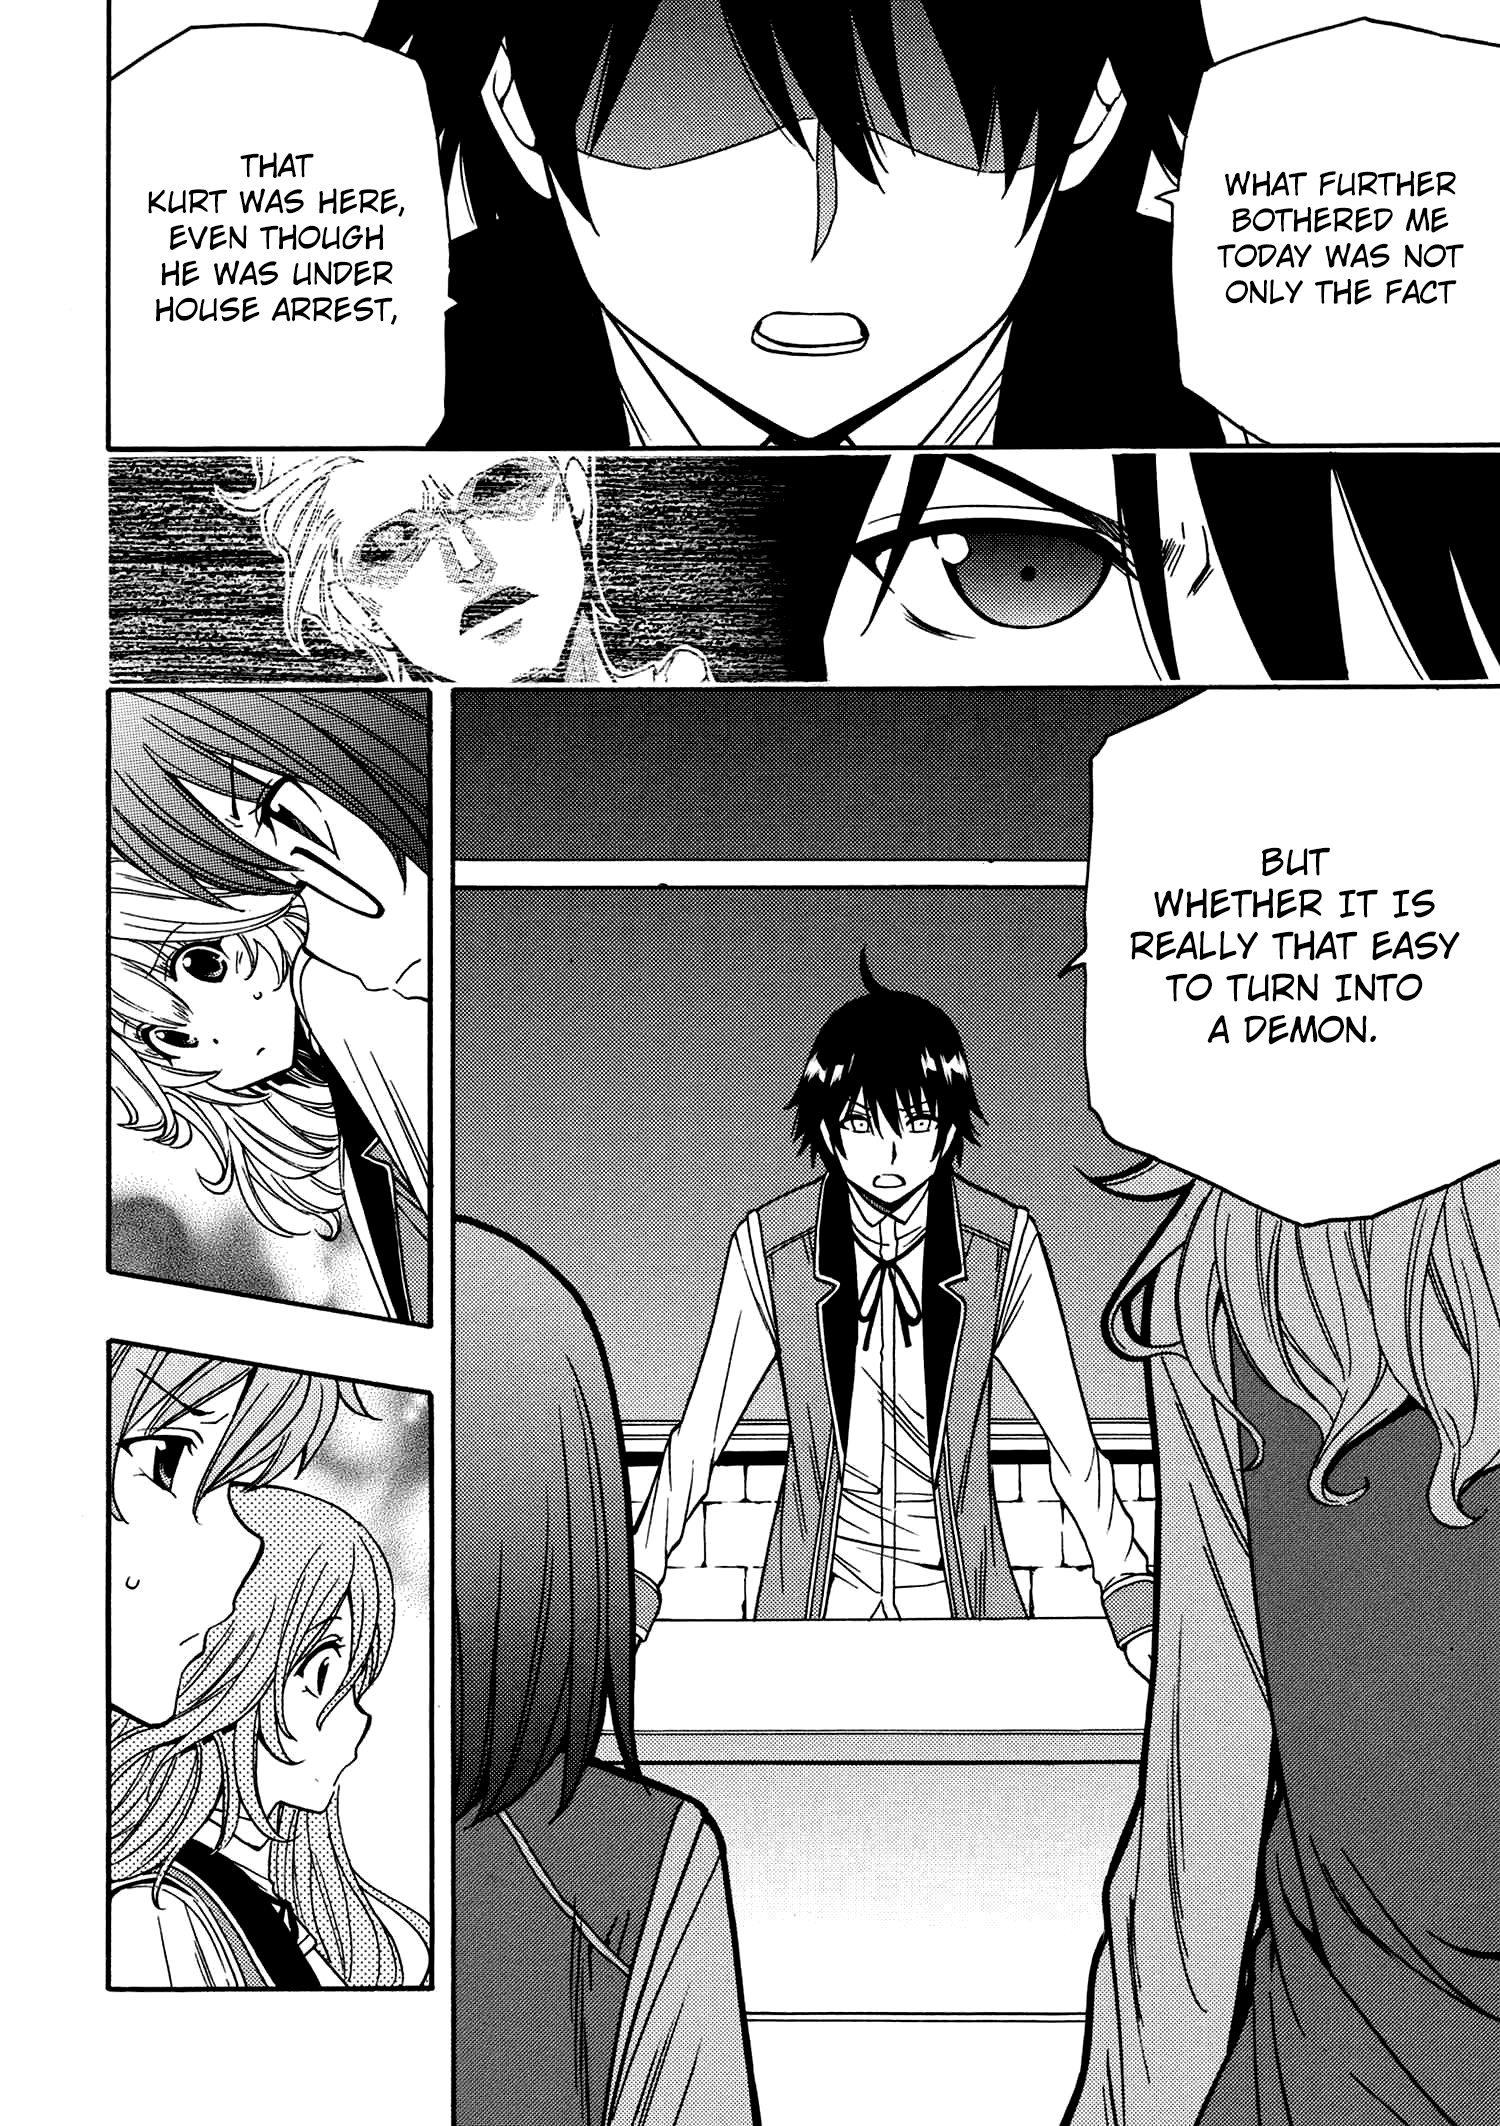 WHAT FURTHER
BOTHERED ME
TODAY WAS NOT
ONLY THE FACT
THAT
KURT WAS HERE,
EVEN THOUGH
HE WAS UNDER
HOUSE ARREST,
BUT
WHETHER IT IS
REALLY THAT EASY
TO TURN INTO
A DEMON.